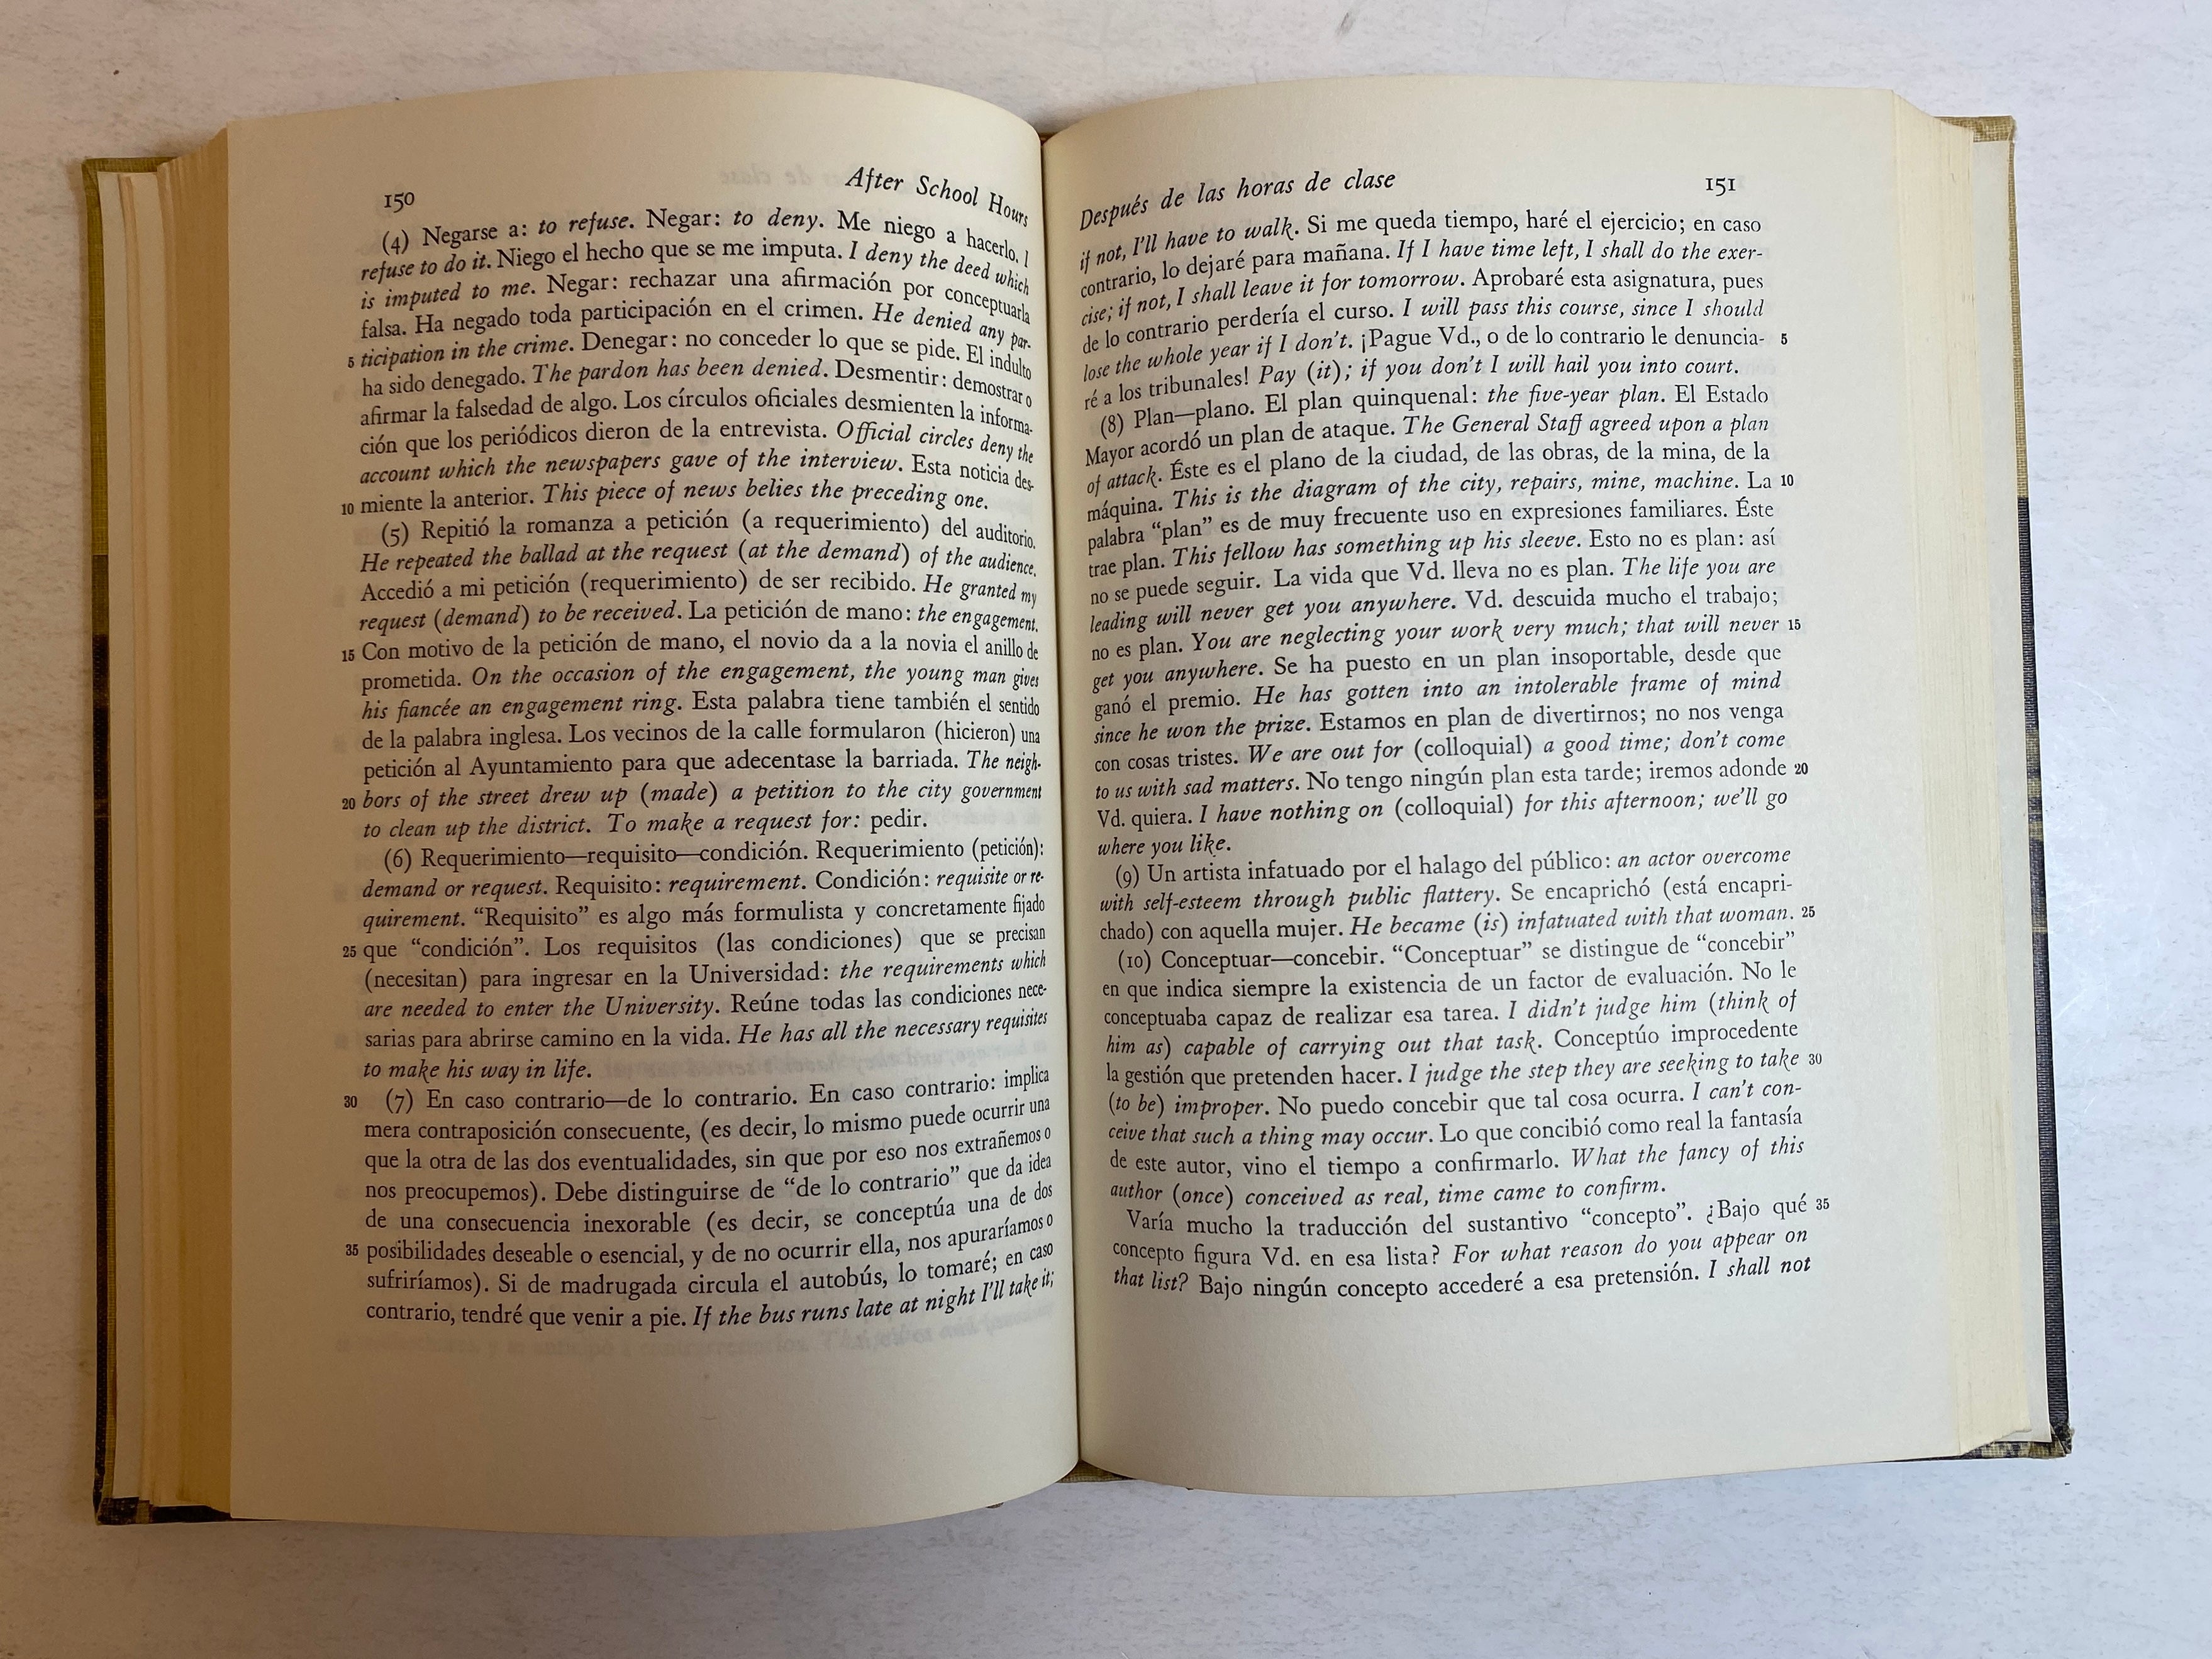 150
After School Hours
(4) Negarse a: to refuse. Negar: to deny. Me niego a hacerlo. I
refuse to do it. Niego el hecho que se me imputa. I deny the deed which
is imputed to me. Negar: rechazar una afirmación por conceptuarla
falsa. Ha negado toda participación en el crimen. He denied any par-
5 ticipation in the crime. Denegar: no conceder lo que se pide. El indulto
ha sido denegado. The pardon has been denied. Desmentir: demostrar o
afirmar la falsedad de algo. Los círculos oficiales desmienten la informa-
ción que los periódicos dieron de la entrevista. Official circles deny the
account which the newspapers gave of the interview. Esta noticia des-
10 miente la anterior. This piece of news belies the preceding one.
(5) Repitió la romanza a petición (a requerimiento) del auditorio.
He repeated the ballad at the request (at the demand) of the audience.
Accedió a mi petición (requerimiento) de ser recibido. He granted my
request (demand) to be received. La petición de mano: the engagement.
15 Con motivo de la petición de mano, el novio da a la novia el anillo de
prometida. On the occasion of the engagement, the young man gives
his fiancée an engagement ring. Esta palabra tiene también el sentido
de la palabra inglesa. Los vecinos de la calle formularon (hicieron) una
petición al Ayuntamiento para que adecentase la barriada. The neigh-
20 bors of the street drew up (made) a petition to the city government
to clean up the district. To make a request for: pedir.
(6) Requerimiento—requisito—condición. Requerimiento (petición):
demand or request. Requisito: requirement. Condición: requisite or re-
quirement. “Requisito” es algo más formulista y concretamente fijado
25 que “condición”. Los requisitos (las condiciones) que se precisan
(necesitan) para ingresar en la Universidad: the requirements which
are needed to enter the University. Reúne todas las condiciones nece-
sarias para abrirse camino en la vida. He has all the necessary requisites
to make his way in life.
30 (7) En caso contrario—de lo contrario. En caso contrario: implica
mera contraposición consecuente, (es decir, lo mismo puede ocurrir una
que la otra de las dos eventualidades, sin que por eso nos extrañemos o
nos preocupemos). Debe distinguirse de “de lo contrario” que da idea
de una consecuencia inexorable (es decir, se conceptúa una de dos
35 posibilidades deseable o esencial, y de no ocurrir ella, nos apuraríamos o
sufriríamos). Si de madrugada circula el autobús, lo tomaré; en caso
contrario, tendré que venir a pie. If the bus runs late at night I’ll take it;
Después de las horas de clase
151
if not, I’ll have to walk. Si me queda tiempo, haré el ejercicio; en caso
contrario, lo dejaré para mañana. If I have time left, I shall do the exer-
cise; if not, I shall leave it for tomorrow. Aprobaré esta asignatura, pues
de lo contrario perdería el curso. I will pass this course, since I should
lose the whole year if I don’t. ¡Pague Vd., o de lo contrario le denuncia- 5
ré a los tribunales! Pay (it); if you don’t I will hail you into court.
(8) Plan—plano. El plan quinquenal: the five-year plan. El Estado
Mayor acordó un plan de ataque. The General Staff agreed upon a plan
of attack. Éste es el plano de la ciudad, de las obras, de la mina, de la
máquina. This is the diagram of the city, repairs, mine, machine. La 10
palabra “plan” es de muy frecuente uso en expresiones familiares. Éste
trae plan. This fellow has something up his sleeve. Esto no es plan: así
no se puede seguir. La vida que Vd. lleva no es plan. The life you are
leading will never get you anywhere. Vd. descuida mucho el trabajo;
no es plan. You are neglecting your work very much; that will never 15
get you anywhere. Se ha puesto en un plan insoportable, desde que
ganó el premio. He has gotten into an intolerable frame of mind
since he won the prize. Estamos en plan de divertirnos; no nos venga
con cosas tristes. We are out for (colloquial) a good time; don’t come
to us with sad matters. No tengo ningún plan esta tarde; iremos adonde 20
Vd. quiera. I have nothing on (colloquial) for this afternoon; we’ll go
where you like.
(9) Un artista infatuado por el halago del público: an actor overcome
with self-esteem through public flattery. Se encaprichó (está encapri-
chado) con aquella mujer. He became (is) infatuated with that woman. 25
(10) Conceptuar—concebir. “Conceptuar” se distingue de “concebir”
en que indica siempre la existencia de un factor de evaluación. No le
conceptuaba capaz de realizar esa tarea. I didn’t judge him (think of
him as) capable of carrying out that task. Conceptúo improcedente
la gestión que pretenden hacer. I judge the step they are seeking to take 30
(to be) improper. No puedo concebir que tal cosa ocurra. I can’t con-
ceive that such a thing may occur. Lo que concibió como real la fantasía
de este autor, vino el tiempo a confirmarlo. What the fancy of this
author (once) conceived as real, time came to confirm.
Varía mucho la traducción del sustantivo “concepto”. ¿Bajo qué 35
concepto figura Vd. en esa lista? For what reason do you appear on
that list? Bajo ningún concepto accederé a esa pretensión. I shall not